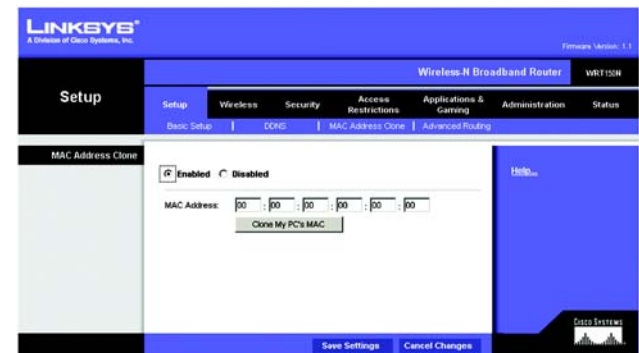 LINKSYS®
A Division of Cisco Systems, Inc.
Firmware Version: 1.1
Wireless-N Broadband Router WRT150N
Setup
Setup Wireless Security Access Restrictions Applications & Gaming Administration Status
Basic Setup | DDNS | MAC Address Clone | Advanced Routing
MAC Address Clone
Enabled Disabled
Help...
MAC Address: 00 : 00 : 00 : 00 : 00 : 00
Clone My PC's MAC
CISCO SYSTEMS
Save Settings Cancel Changes